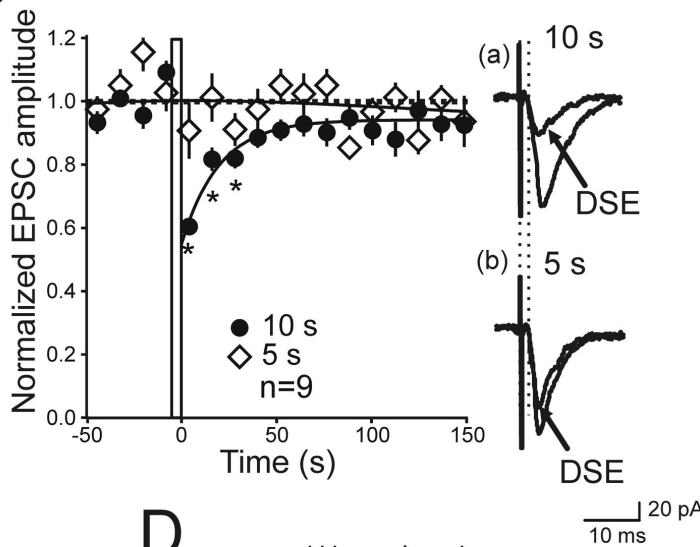 Normalized EPSC amplitude
1.2
1.0
0.8
0.6
0.4
0.2
0.0
-50
0
50
100
150
Time (s)
* * *
10 s
5 s
n=9
(a)
10 s
DSE
(b)
5 s
DSE
20 pA
10 ms
D